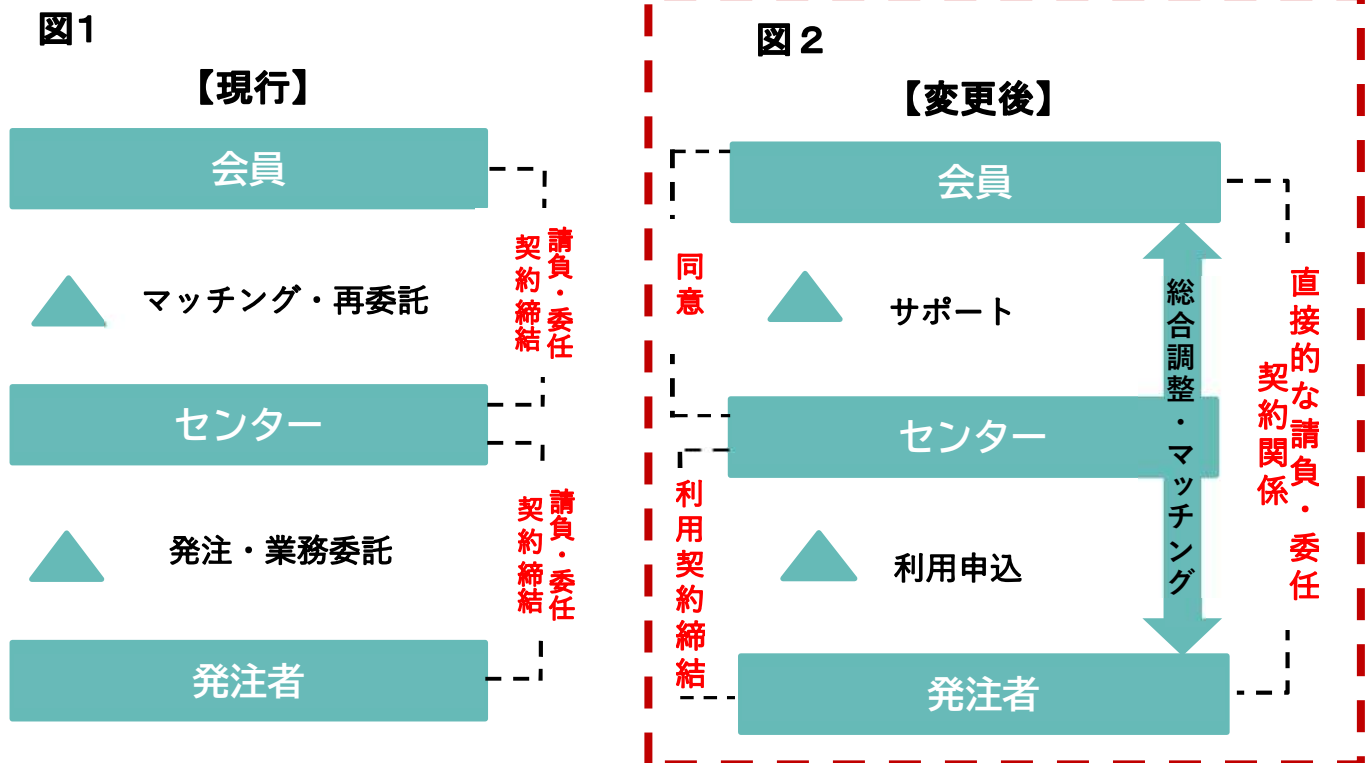 図1
【現行】
会員
請負・委任
契約締結
マッチング・再委託
センター
請負・委任
契約締結
発注・業務委託
発注者
図2
【変更後】
会員
同意
サポート
総合調整・マッチング
直接的な請負・委任
契約関係
センター
利用契約締結
利用申込
発注者